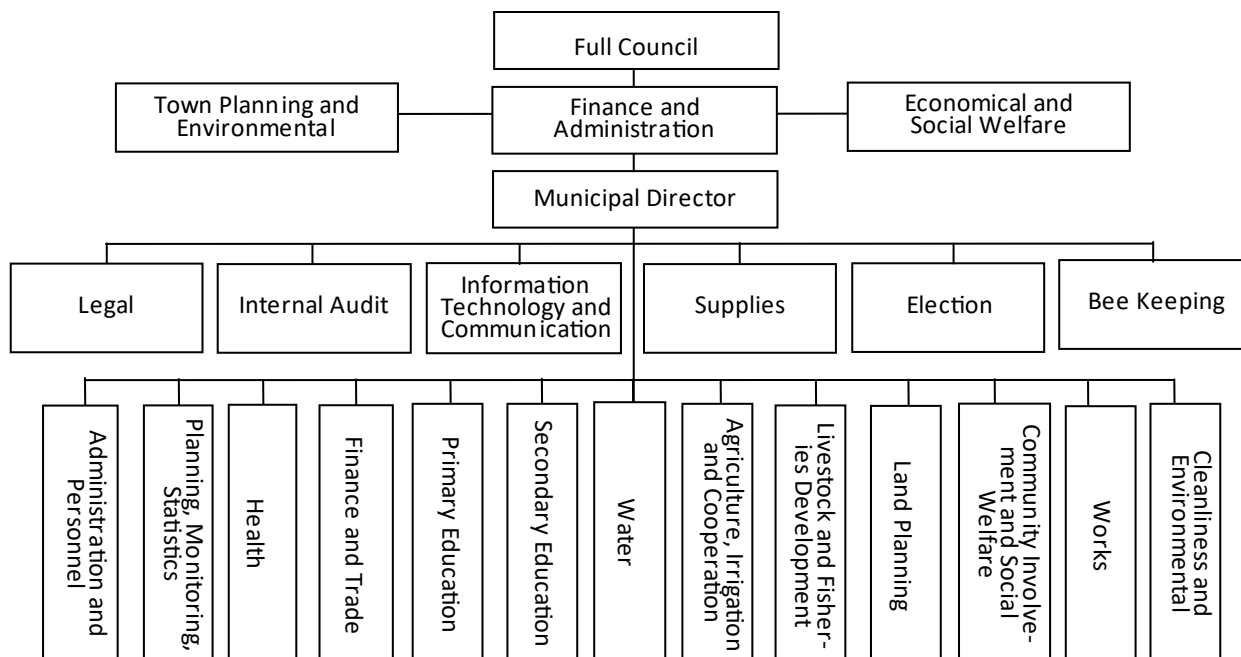 Full Council
Town Planning and
Environmental
Finance and
Administration
Economical and
Social Welfare
Municipal Director
Legal
Internal Audit
Information
Technology and
Communication
Supplies
Election
Bee Keeping
Administration and
Personnel
Planning, Monitoring,
Statistics
Health
Finance and Trade
Primary Education
Secondary Education
Water
Agriculture, Irrigation
and Cooperation
Livestock and Fisher-
ies Development
Land Planning
Community Involve-
ment and Social
Welfare
Works
Cleanliness and
Environmental